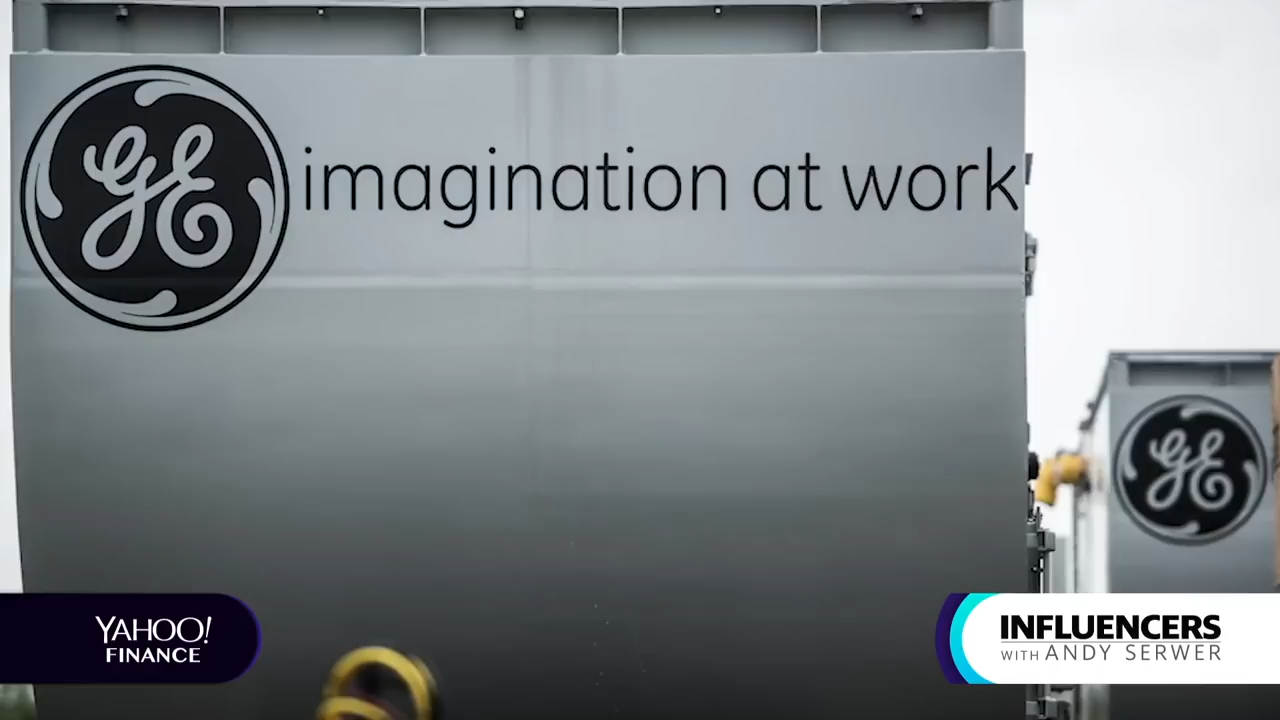 GE imagination at work
GE
YAHOO!
FINANCE
INFLUENCERS
WITH ANDY SERWER